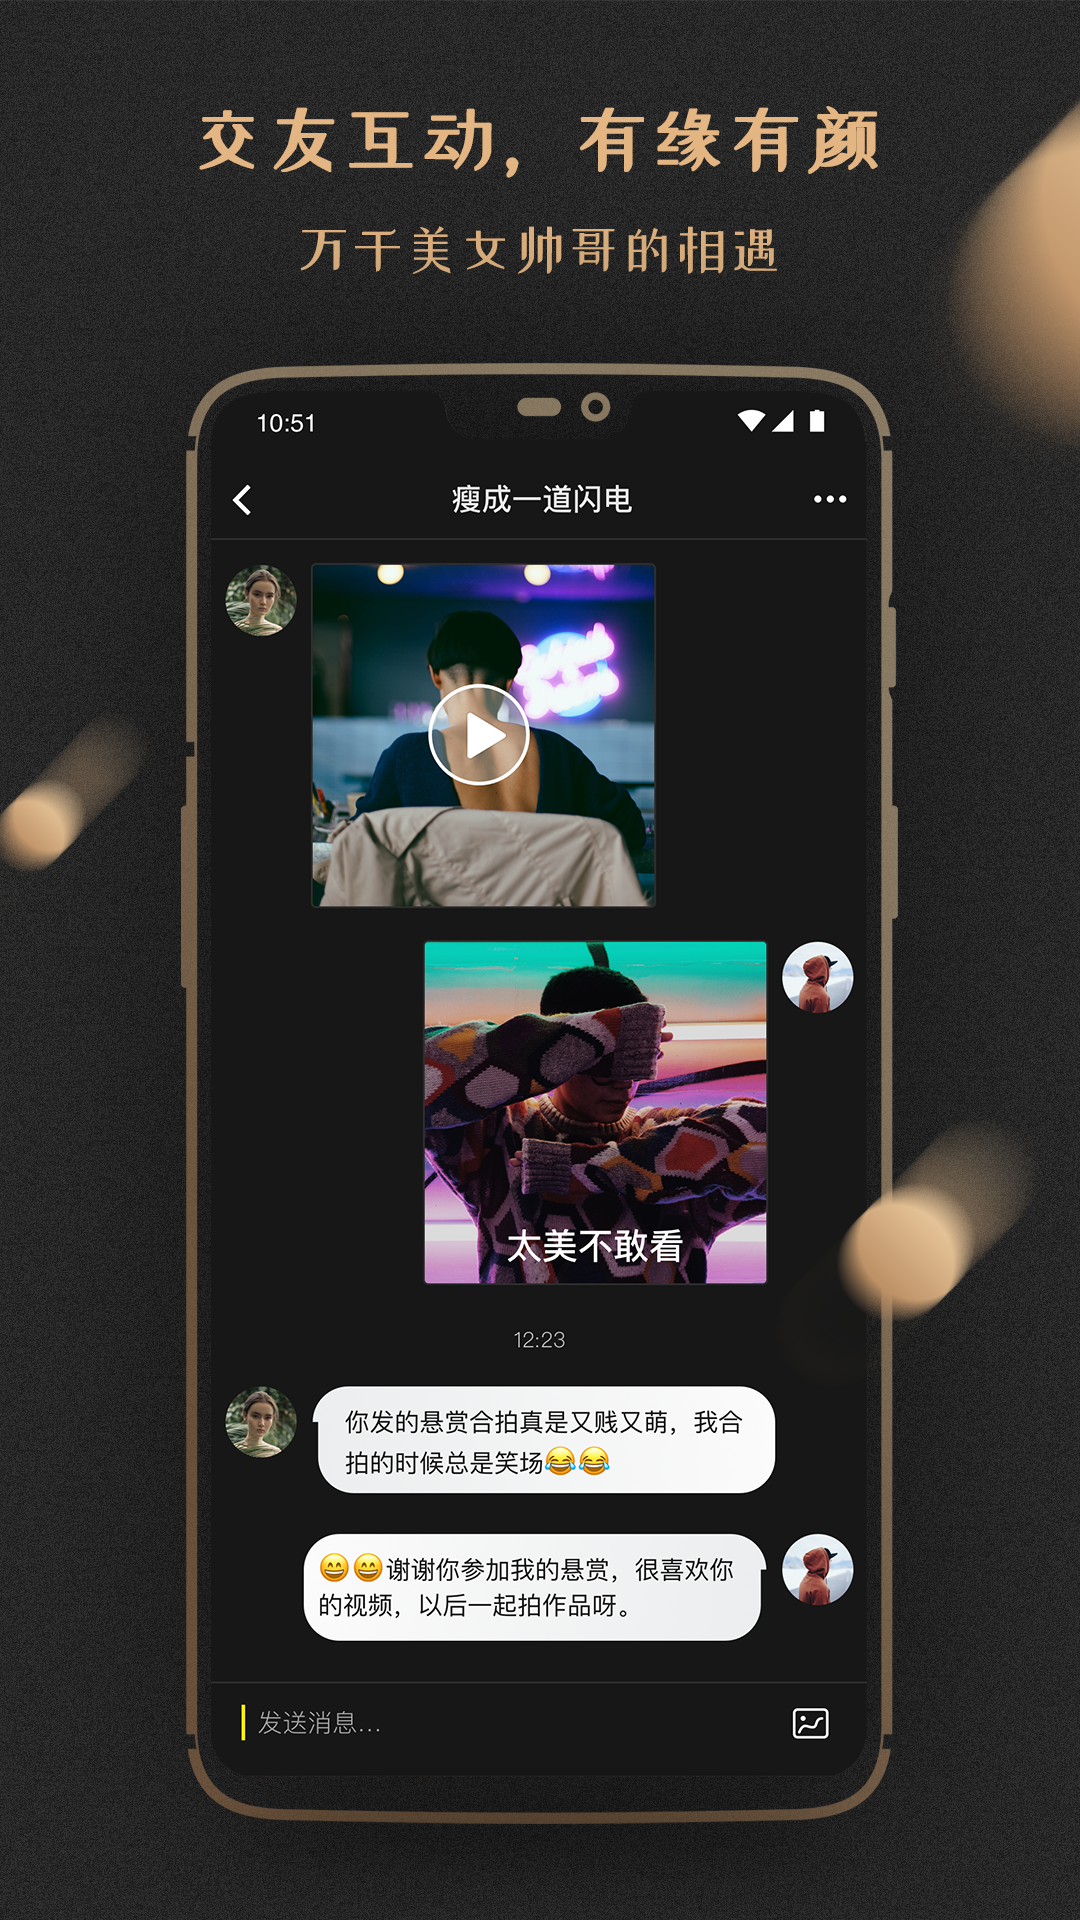 交友互动，有缘有颜
万千美女帅哥的相遇
10:51
瘦成一道闪电
太美不敢看
12:23
你发的悬赏合拍真是又贱又萌，我合
拍的时候总是笑场😂😂
😄😄谢谢你参加我的悬赏，很喜欢你
的视频，以后一起拍作品呀。
发送消息...